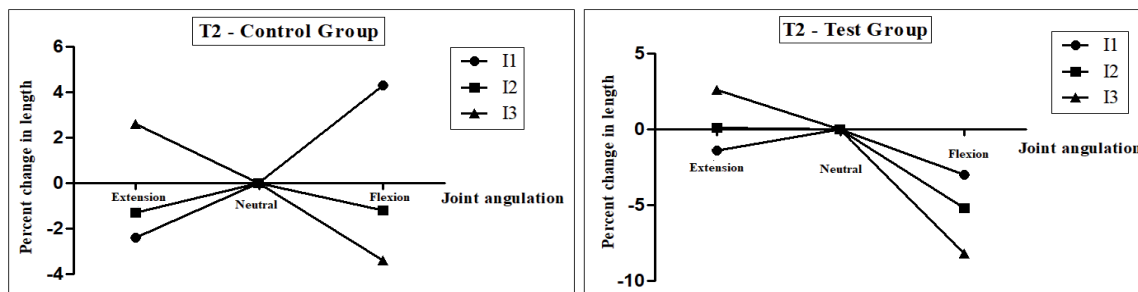 T2 - Control Group
I1
I2
I3
Percent change in length
6
4
2
0
-2
-4
Extension
Neutral
Flexion
Joint angulation
T2 - Test Group
I1
I2
I3
Percent change in length
5
0
-5
-10
Extension
Neutral
Flexion
Joint angulation